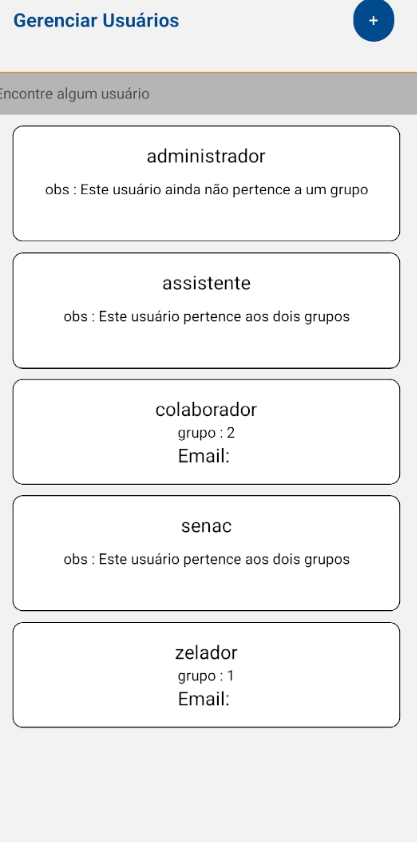 Gerenciar Usuários
+
Encontre algum usuário
administrador
obs : Este usuário ainda não pertence a um grupo
assistente
obs : Este usuário pertence aos dois grupos
colaborador
grupo : 2
Email:
senac
obs : Este usuário pertence aos dois grupos
zelador
grupo : 1
Email: